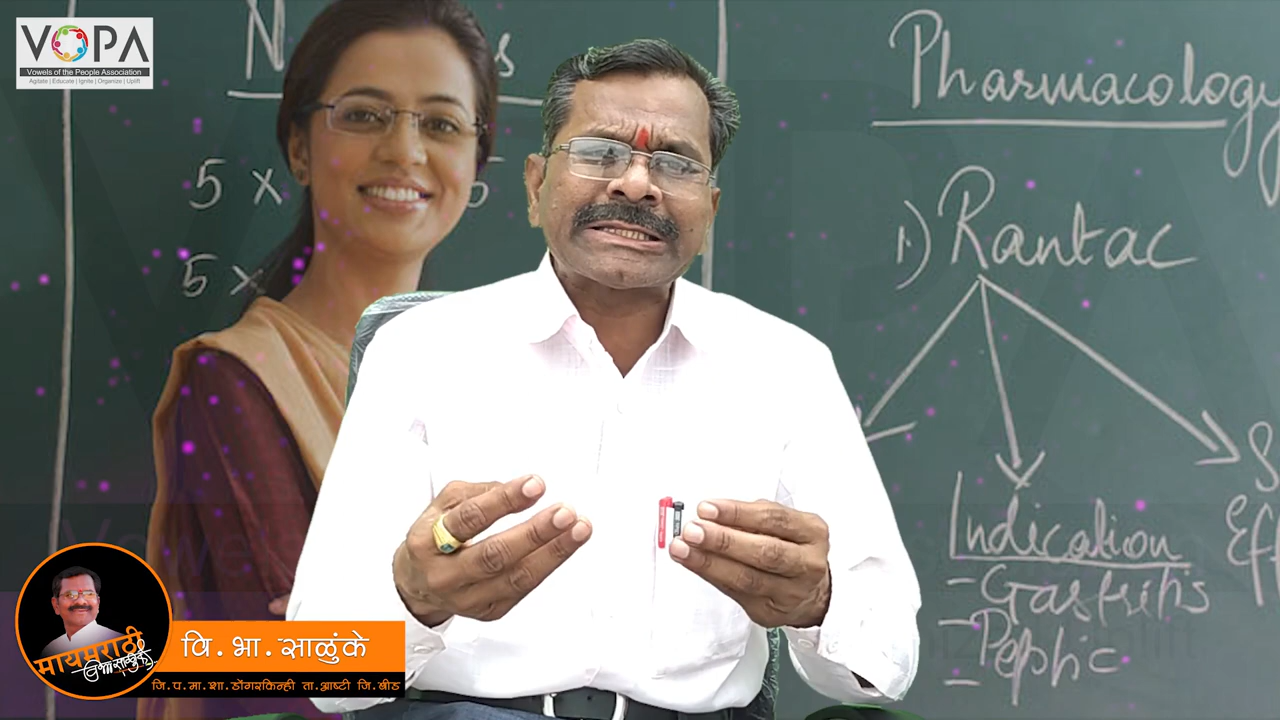 VOPA
Vowels of the People Association
Agitate | Educate | Ignite | Organize | Uplift
5 x
5 x
Pharmacology
1.) Rantac
Indication
- Gastritis
- Peptic
मायमराठी
वि. भा. साळुंके
जि.प.मा.शा.डोंगरकिन्ही ता.आष्टी जि.बीड